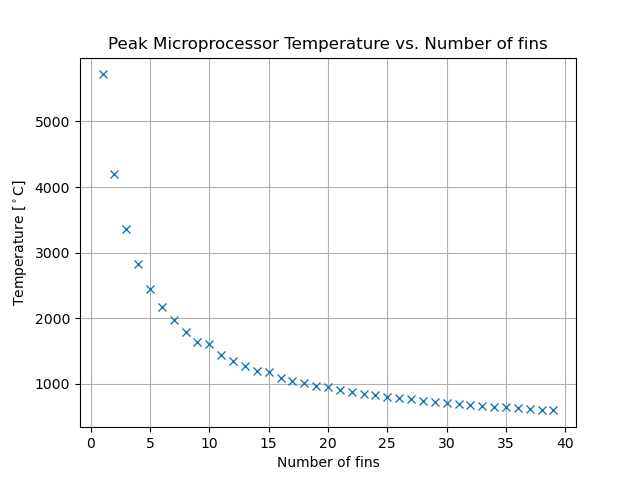 Peak Microprocessor Temperature vs. Number of fins
Temperature [°C]
5000
4000
3000
2000
1000
0 5 10 15 20 25 30 35 40
Number of fins